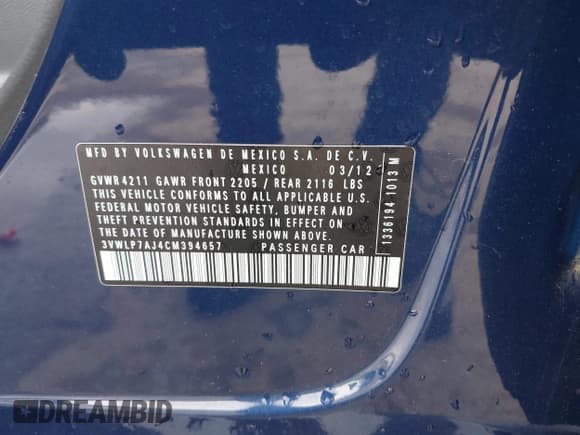 MFD BY VOLKSWAGEN DE MEXICO S.A. DE C.V.
MEXICO 03/12
GVWR 4211 GAWR FRONT 2205 / REAR 2116 LBS
THIS VEHICLE CONFORMS TO ALL APPLICABLE U.S.
FEDERAL MOTOR VEHICLE SAFETY, BUMPER AND
THEFT PREVENTION STANDARDS IN EFFECT ON
THE DATE OF MANUFACTURE SHOWN ABOVE.
3VWLP7AJ4CM394657 PASSENGER CAR
13361194 1013 M
DREAMBID